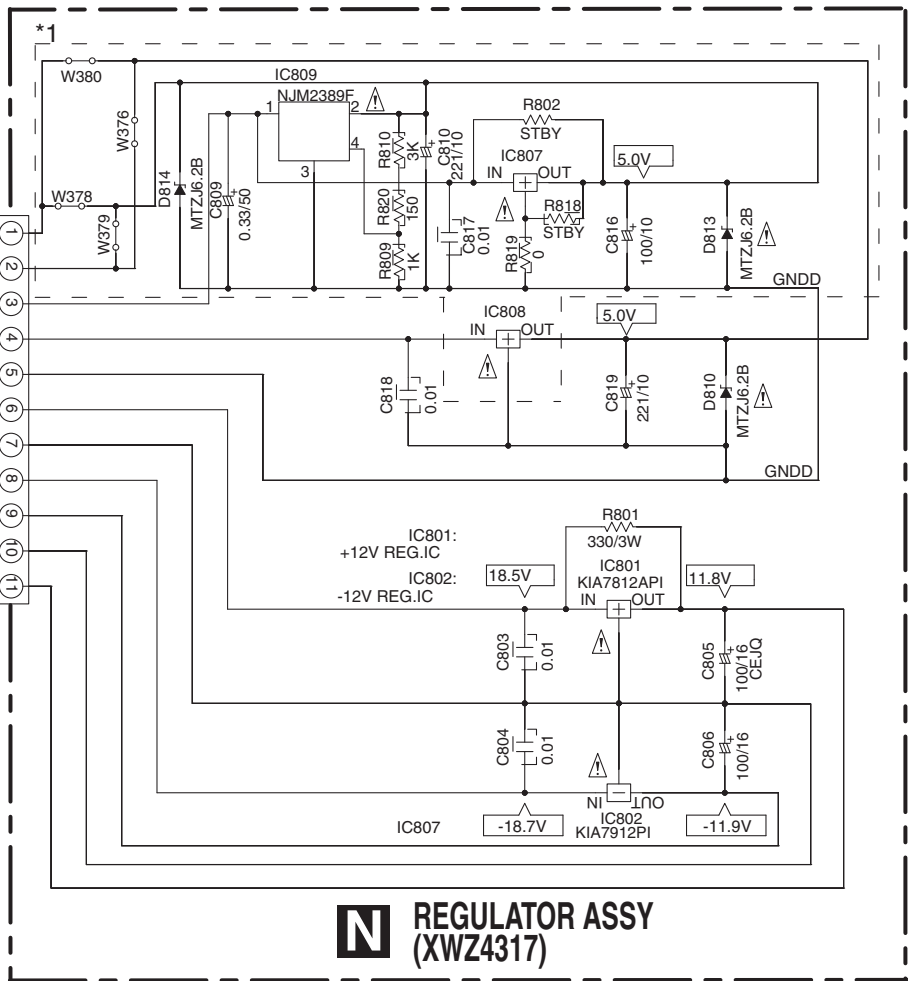 *1
W380
W376
W378
W379
IC809
NJM2389F
1
2
4
3
D814
MTZJ6.2B
C809
+
0.33/50
R810
3K
R820
150
R809
1K
C810
+
221/10
C817
0.01
R802
STBY
IC807
IN
+
OUT
R818
STBY
R819
0
5.0V
C816
+
100/10
D813
MTZJ6.2B
GNDD
1
2
3
4
5
6
7
8
9
10
11
IC808
IN
+
OUT
5.0V
C818
0.01
C819
+
221/10
D810
MTZJ6.2B
GNDD
R801
330/3W
IC801:
+12V REG.IC
IC802:
-12V REG.IC
IC801
KIA7812API
18.5V
11.8V
IN
+
OUT
C803
0.01
C805
+
100/16
CEJQ
C804
0.01
C806
+
100/16
IN
−
OUT
IC802
KIA7912PI
IC807
-18.7V
-11.9V
N
REGULATOR ASSY
(XWZ4317)